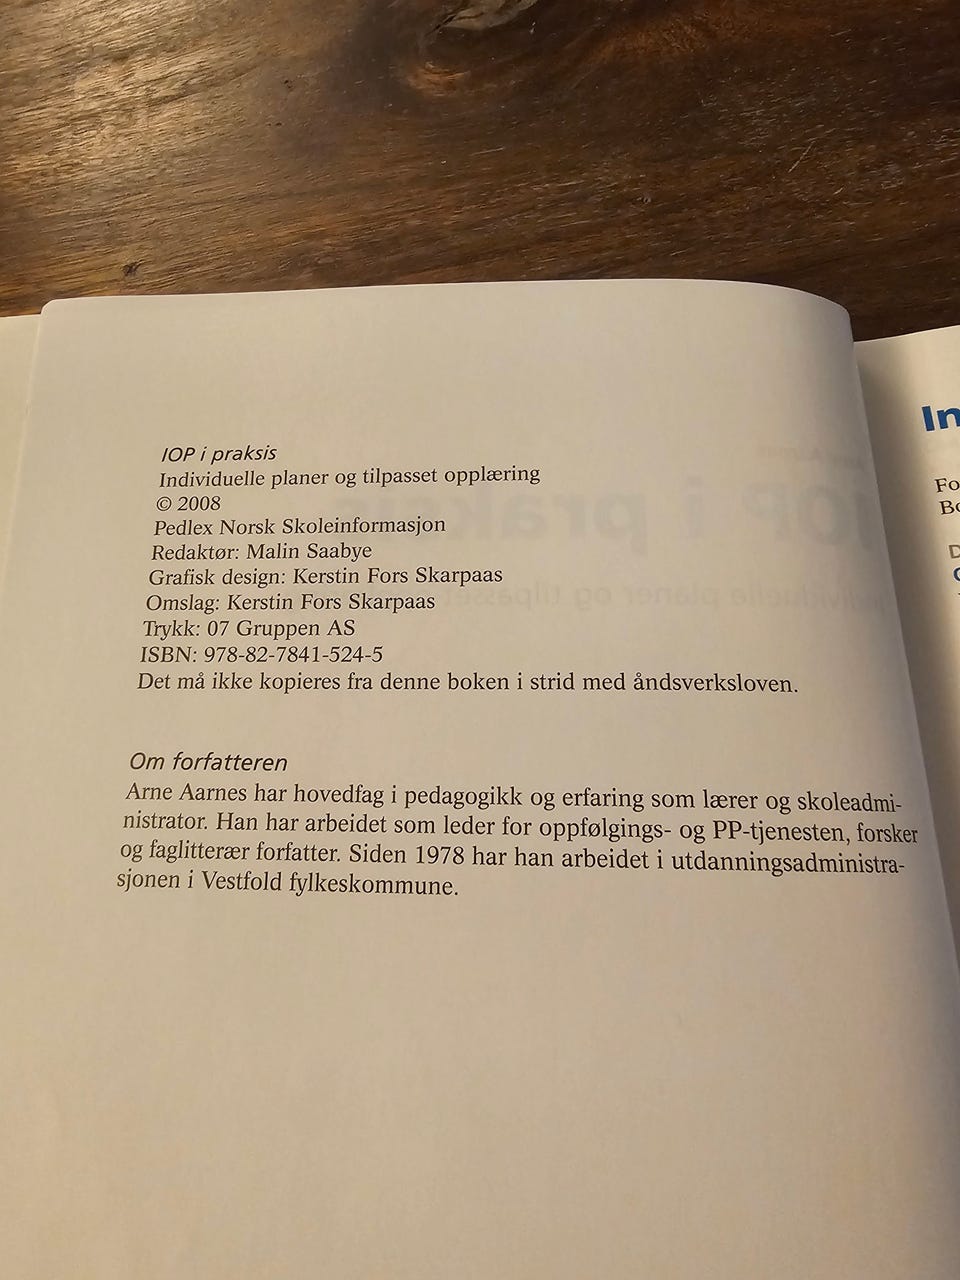 IOP i praksis
Individuelle planer og tilpasset opplæring
© 2008
Pedlex Norsk Skoleinformasjon
Redaktør: Malin Saabye
Grafisk design: Kerstin Fors Skarpaas
Omslag: Kerstin Fors Skarpaas
Trykk: 07 Gruppen AS
ISBN: 978-82-7841-524-5
Det må ikke kopieres fra denne boken i strid med åndsverksloven.
Om forfatteren
Arne Aarnes har hovedfag i pedagogikk og erfaring som lærer og skoleadmi-
nistrator. Han har arbeidet som leder for oppfølgings- og PP-tjenesten, forsker
og faglitterær forfatter. Siden 1978 har han arbeidet i utdanningsadministra-
sjonen i Vestfold fylkeskommune.
In
Fo
Be